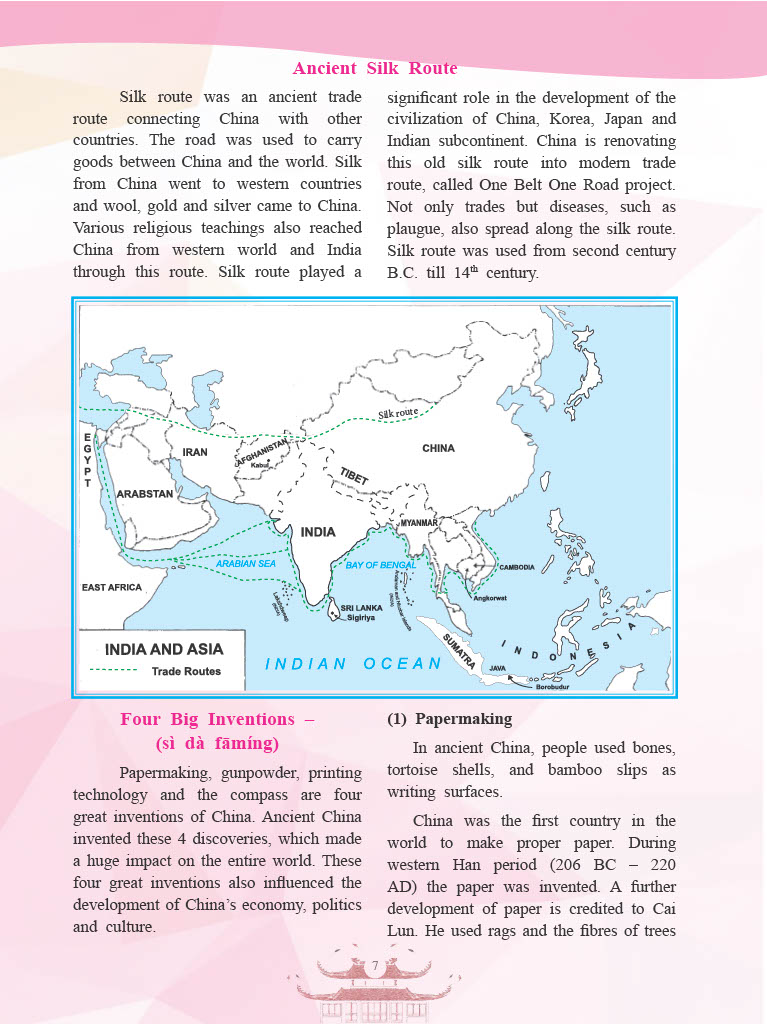 Ancient Silk Route
Silk route was an ancient trade
route connecting China with other
countries. The road was used to carry
goods between China and the world. Silk
from China went to western countries
and wool, gold and silver came to China.
Various religious teachings also reached
China from western world and India
through this route. Silk route played a
significant role in the development of the
civilization of China, Korea, Japan and
Indian subcontinent. China is renovating
this old silk route into modern trade
route, called One Belt One Road project.
Not only trades but diseases, such as
plaugue, also spread along the silk route.
Silk route was used from second century
B.C. till 14th century.
Silk route
EGYPT
IRAN
AFGHANISTAN
Kabul
CHINA
TIBET
ARABSTAN
INDIA
MYANMAR
ARABIAN SEA
BAY OF BENGAL
CAMBODIA
EAST AFRICA
Lakshadweep
(INDIA)
Andaman and Nicobar Islands
(INDIA)
Angkorwat
SRI LANKA
Sigiriya
INDIA AND ASIA
Trade Routes
INDIAN OCEAN
SUMATRA
INDONESIA
JAVA
Borobudur
Four Big Inventions –
(sì dà fāmíng)
Papermaking, gunpowder, printing
technology and the compass are four
great inventions of China. Ancient China
invented these 4 discoveries, which made
a huge impact on the entire world. These
four great inventions also influenced the
development of China's economy, politics
and culture.
(1) Papermaking
In ancient China, people used bones,
tortoise shells, and bamboo slips as
writing surfaces.
China was the first country in the
world to make proper paper. During
western Han period (206 BC – 220
AD) the paper was invented. A further
development of paper is credited to Cai
Lun. He used rags and the fibres of trees
7